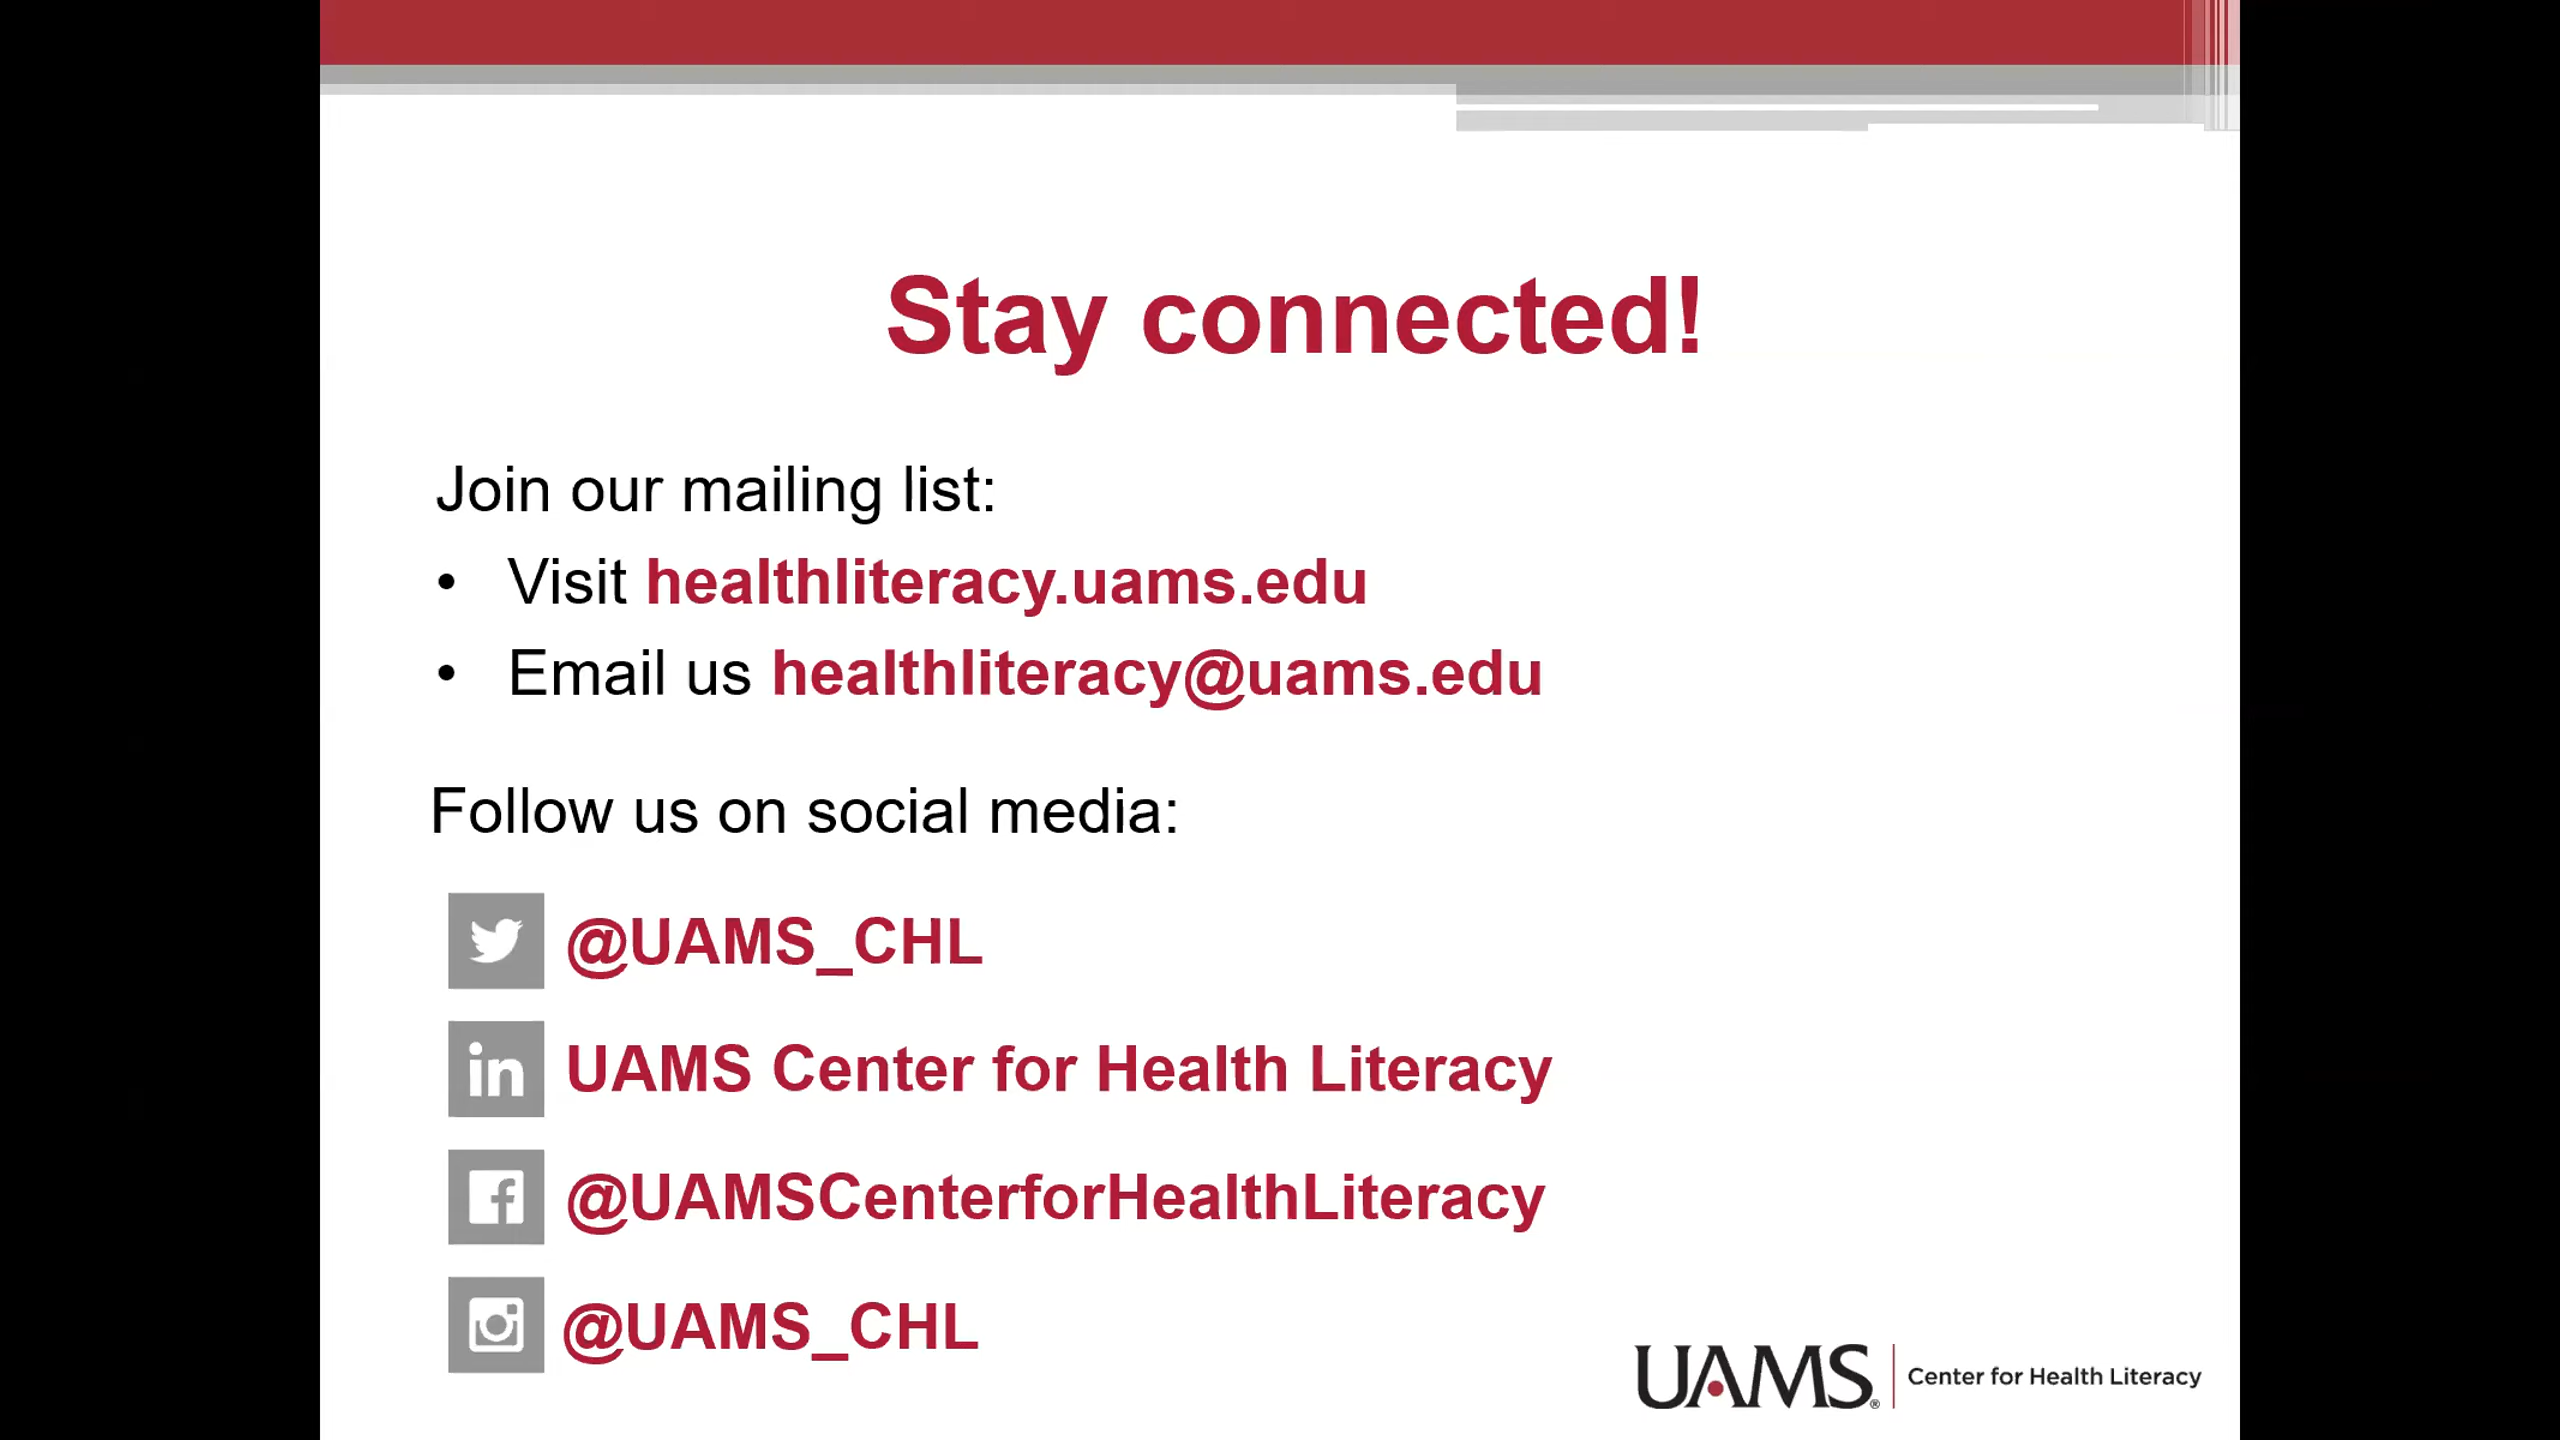 Stay connected!
Join our mailing list:
• Visit healthliteracy.uams.edu
• Email us healthliteracy@uams.edu
Follow us on social media:
@UAMS_CHL
in UAMS Center for Health Literacy
f @UAMSCenterforHealthLiteracy
@UAMS_CHL
UAMS® Center for Health Literacy